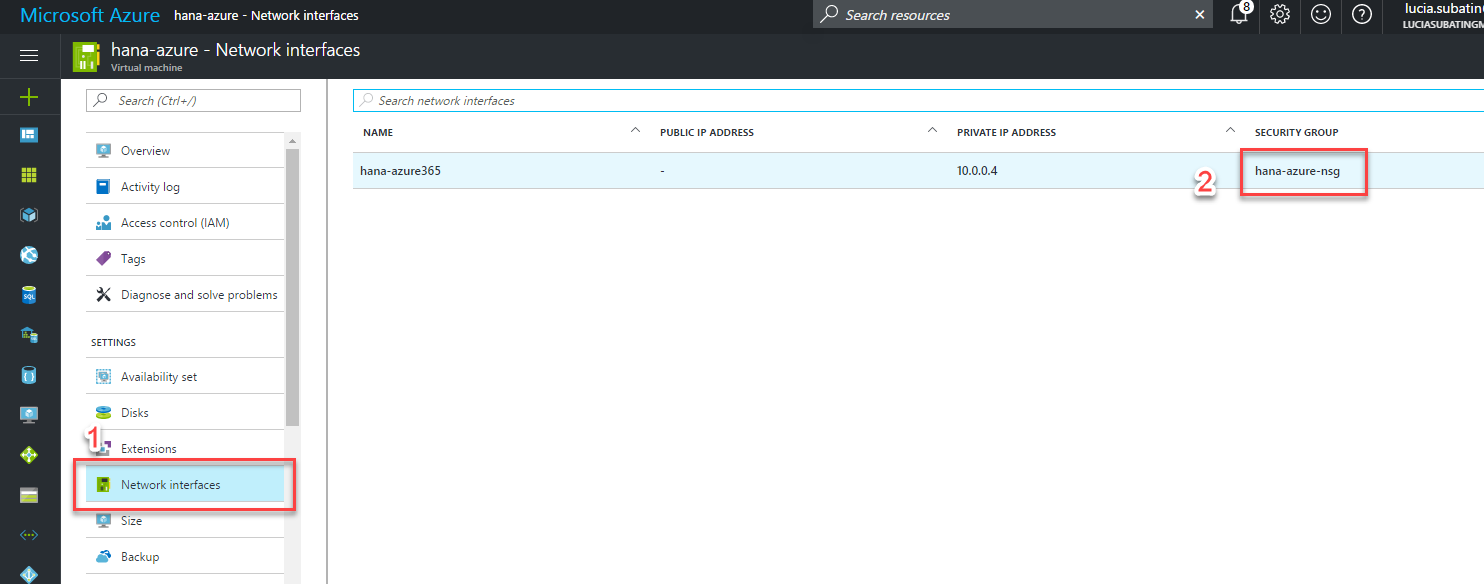 Microsoft Azure hana-azure - Network interfaces
Search resources
8
lucia.subatin
LUCIASUBATINGM
hana-azure - Network interfaces
Virtual machine
Search (Ctrl+/)
Overview
Activity log
Access control (IAM)
Tags
Diagnose and solve problems
SETTINGS
Availability set
Disks
1
Extensions
Network interfaces
Size
Backup
SQL
Search network interfaces
NAME PUBLIC IP ADDRESS PRIVATE IP ADDRESS SECURITY GROUP
hana-azure365 - 10.0.0.4 2 hana-azure-nsg